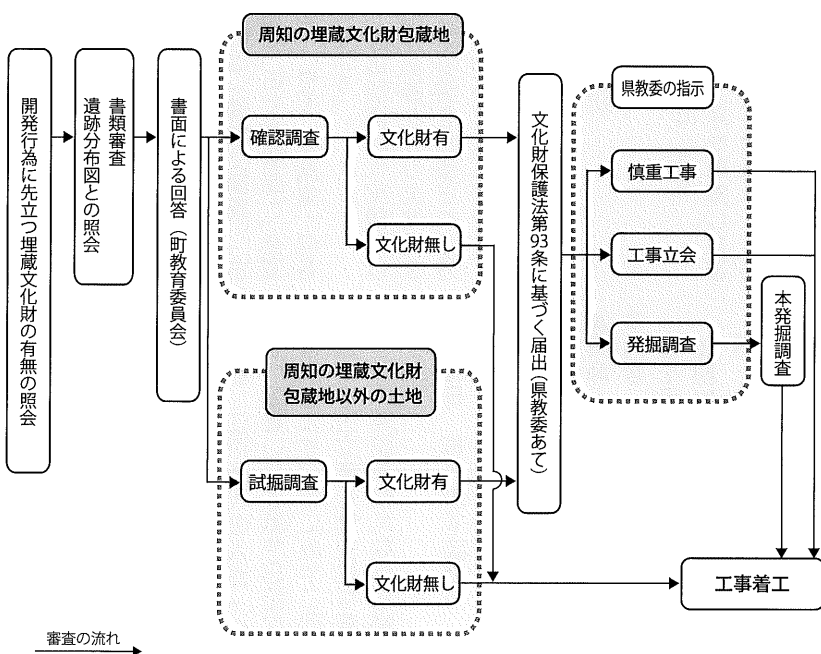 開発行為に先立つ埋蔵文化財の有無の照会
書類審査
遺跡分布図との照会
書面による回答（町教育委員会）
周知の埋蔵文化財包蔵地
確認調査
文化財有
文化財無し
周知の埋蔵文化財
包蔵地以外の土地
試掘調査
文化財有
文化財無し
文化財保護法第93条に基づく届出（県教委あて）
県教委の指示
慎重工事
工事立会
発掘調査
本発掘調査
工事着工
審査の流れ